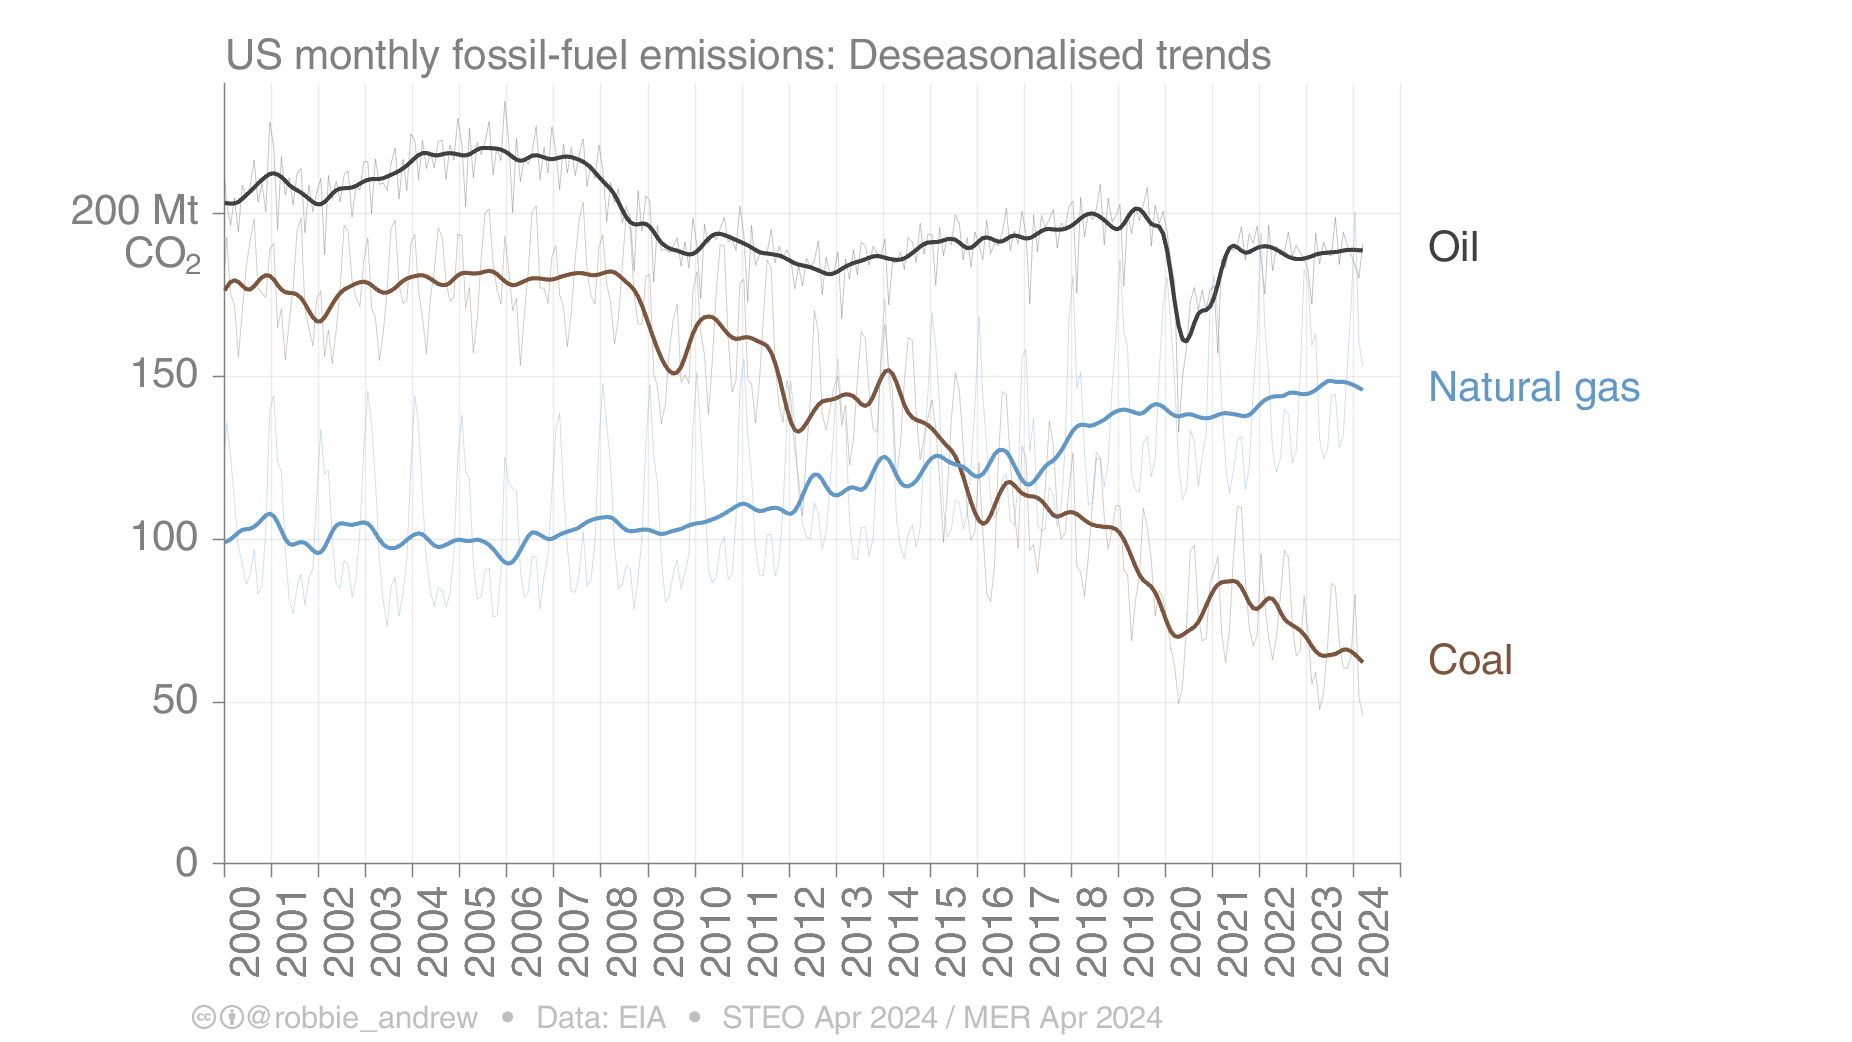 US monthly fossil-fuel emissions: Deseasonalised trends
200 Mt
CO₂
150
100
50
0
Oil
Natural gas
Coal
2000 2001 2002 2003 2004 2005 2006 2007 2008 2009 2010 2011 2012 2013 2014 2015 2016 2017 2018 2019 2020 2021 2022 2023 2024
cc @robbie_andrew • Data: EIA • STEO Apr 2024 / MER Apr 2024